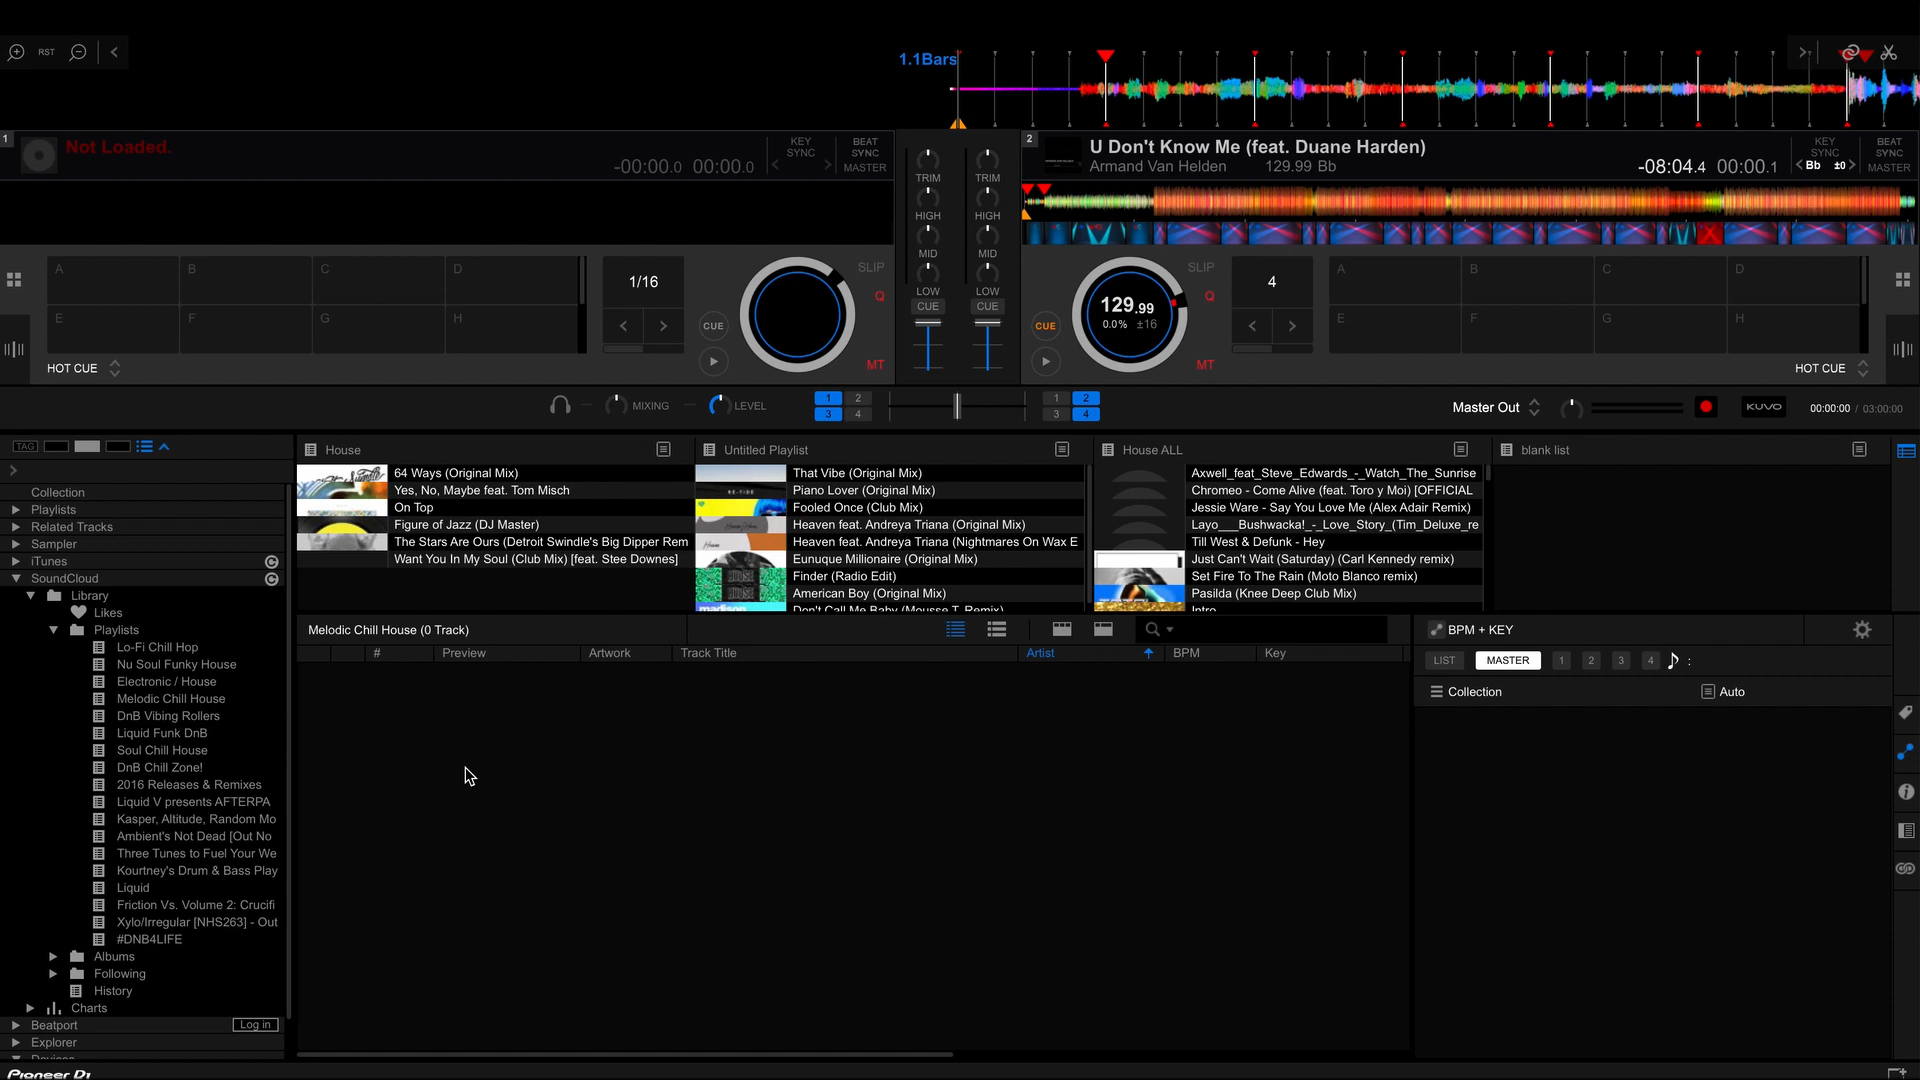 RST
1.1Bars
1
Not Loaded.
-00:00.0 00:00.0
KEY SYNC
BEAT SYNC
MASTER
TRIM
HIGH
MID
LOW
CUE
TRIM
HIGH
MID
LOW
CUE
2
U Don't Know Me (feat. Duane Harden)
Armand Van Helden 129.99 Bb
-08:04.4 00:00.1
KEY SYNC
Bb ±0
BEAT SYNC
MASTER
A B C D
E F G H
HOT CUE
1/16
CUE
SLIP
Q
MT
CUE
129.99
0.0% ±16
SLIP
Q
MT
4
A B C D
E F G H
HOT CUE
MIXING
LEVEL
1 2
3 4
1 2
3 4
Master Out
KUVO
00:00:00 / 03:00:00
TAG
Collection
Playlists
Related Tracks
Sampler
iTunes
SoundCloud
Library
Likes
Playlists
Lo-Fi Chill Hop
Nu Soul Funky House
Electronic / House
Melodic Chill House
DnB Vibing Rollers
Liquid Funk DnB
Soul Chill House
DnB Chill Zone!
2016 Releases & Remixes
Liquid V presents AFTERPA
Kasper, Altitude, Random Mo
Ambient's Not Dead [Out No
Three Tunes to Fuel Your We
Kourtney's Drum & Bass Play
Liquid
Friction Vs. Volume 2: Crucifi
Xylo/Irregular [NHS263] - Out
#DNB4LIFE
Albums
Following
History
Charts
Beatport Log in
Explorer
Devices
Pioneer DJ
House
64 Ways (Original Mix)
Yes, No, Maybe feat. Tom Misch
On Top
Figure of Jazz (DJ Master)
The Stars Are Ours (Detroit Swindle's Big Dipper Rem
Want You In My Soul (Club Mix) [feat. Stee Downes]
Untitled Playlist
That Vibe (Original Mix)
Piano Lover (Original Mix)
Fooled Once (Club Mix)
Heaven feat. Andreya Triana (Original Mix)
Heaven feat. Andreya Triana (Nightmares On Wax E
Eunuque Millionaire (Original Mix)
Finder (Radio Edit)
American Boy (Original Mix)
Don't Call Me Baby (Mousse T. Remix)
madison
House ALL
Axwell_feat_Steve_Edwards_-_Watch_The_Sunrise
Chromeo - Come Alive (feat. Toro y Moi) [OFFICIAL
Jessie Ware - Say You Love Me (Alex Adair Remix)
Layo___Bushwacka!_-_Love_Story_(Tim_Deluxe_re
Till West & Defunk - Hey
Just Can't Wait (Saturday) (Carl Kennedy remix)
Set Fire To The Rain (Moto Blanco remix)
Pasilda (Knee Deep Club Mix)
Intro
blank list
Melodic Chill House (0 Track)
# Preview Artwork Track Title Artist BPM Key
BPM + KEY
LIST MASTER 1 2 3 4 :
Collection Auto